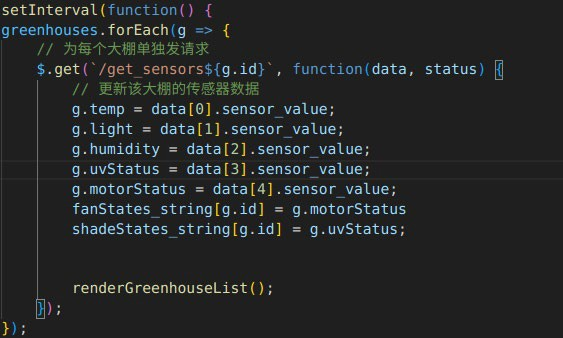 setInterval(function() {
greenhouses.forEach(g => {
    // 为每个大棚单独发请求
    $.get(`/get_sensors${g.id}`, function(data, status) {
        // 更新该大棚的传感器数据
        g.temp = data[0].sensor_value;
        g.light = data[1].sensor_value;
        g.humidity = data[2].sensor_value;
        g.uvStatus = data[3].sensor_value;
        g.motorStatus = data[4].sensor_value;
        fanStates_string[g.id] = g.motorStatus
        shadeStates_string[g.id] = g.uvStatus;
        renderGreenhouseList();
    });
});